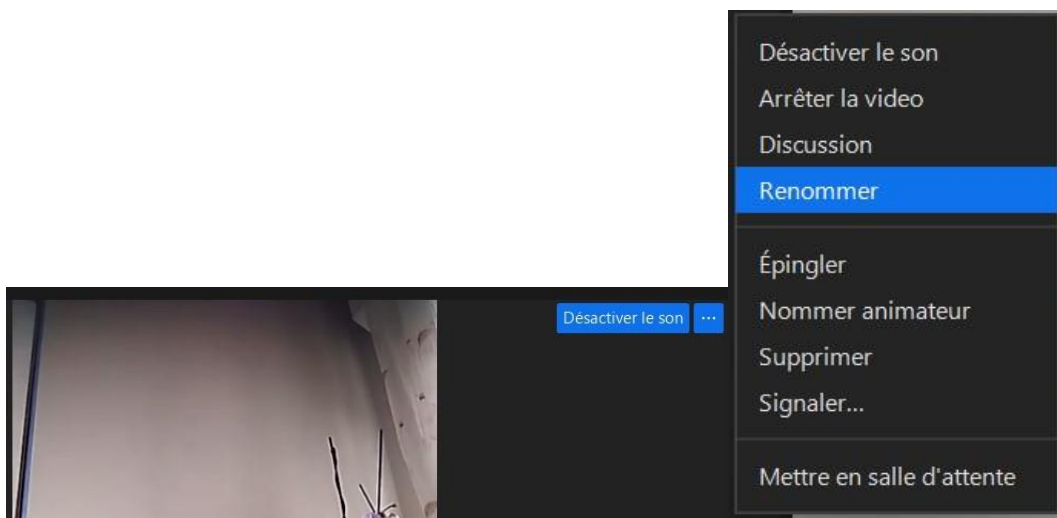 Désactiver le son
Arrêter la video
Discussion
Renommer
Épingler
Nommer animateur
Supprimer
Signaler...
Mettre en salle d'attente
Désactiver le son ...